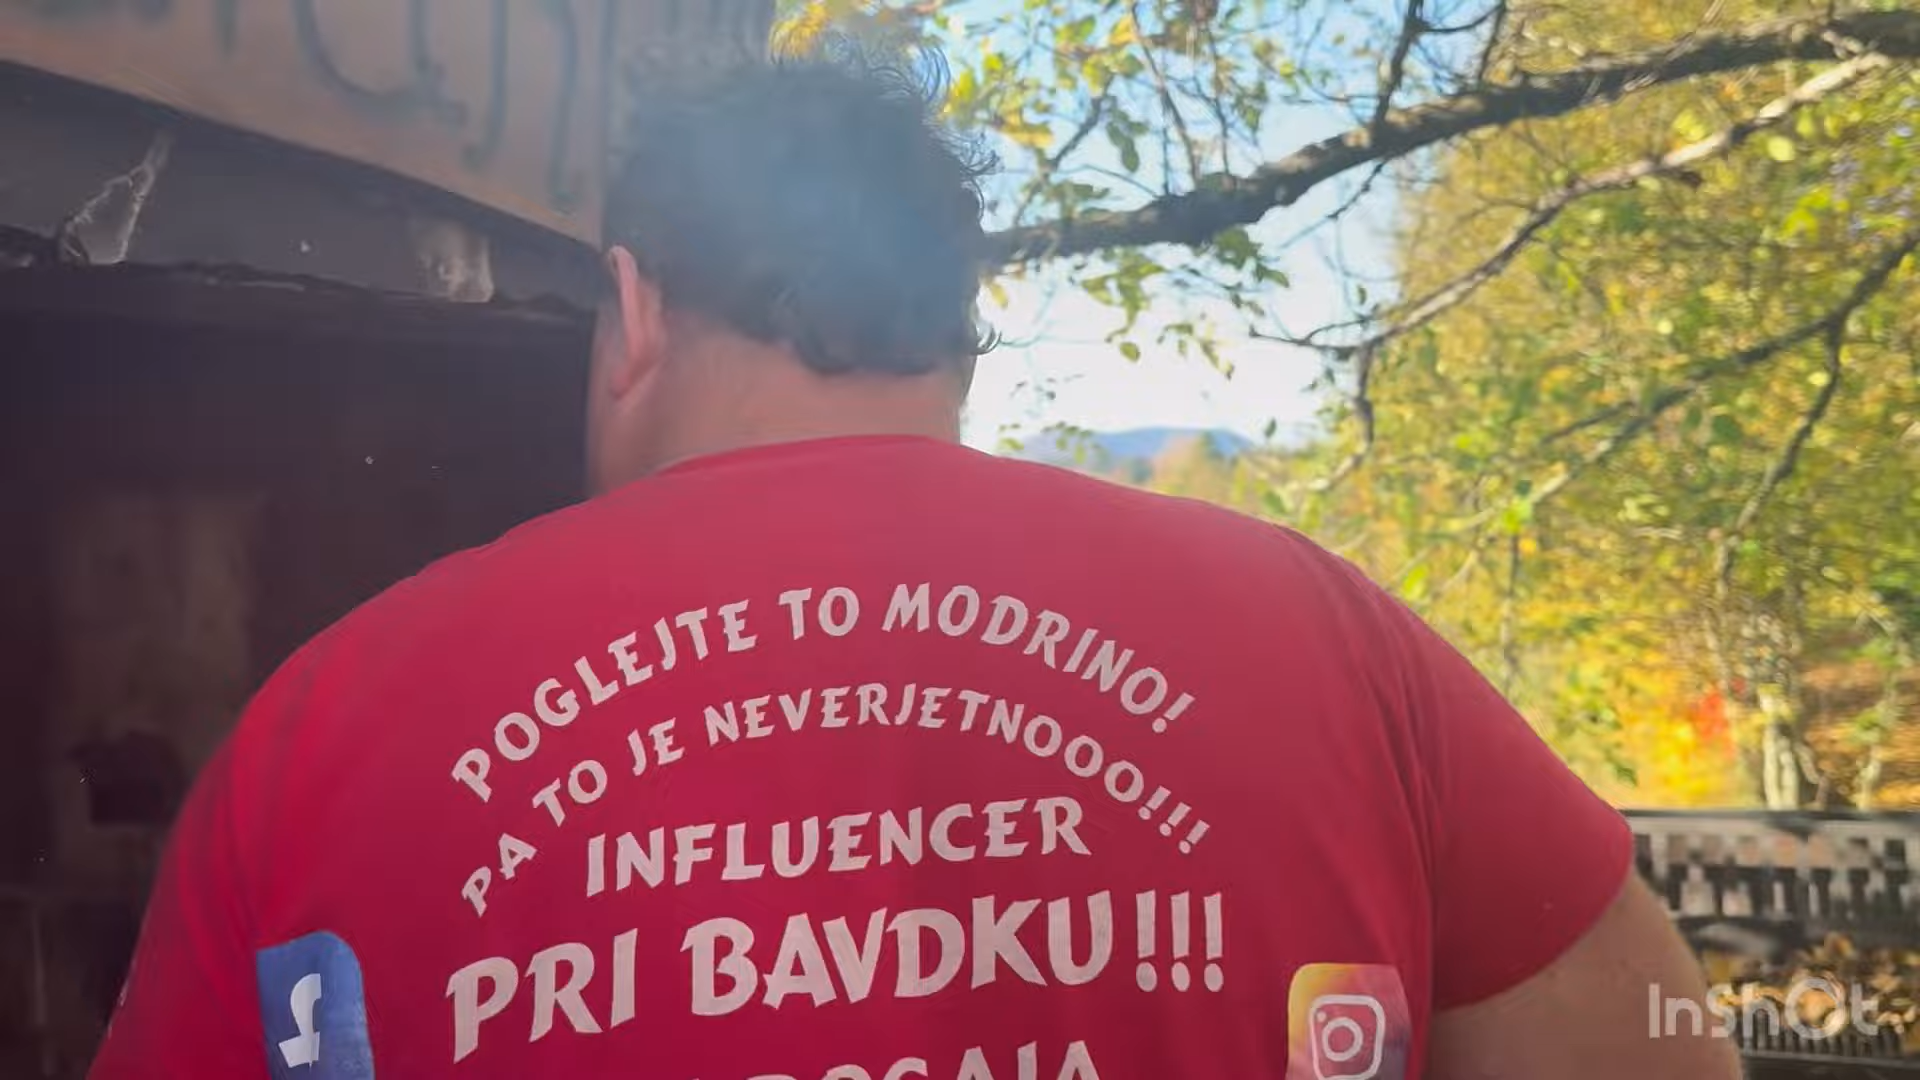 POGLEJTE TO MODRINO!
PA TO JE NEVERJETNOOO!!!
INFLUENCER
PRI BAVDKU!!!
InShOt